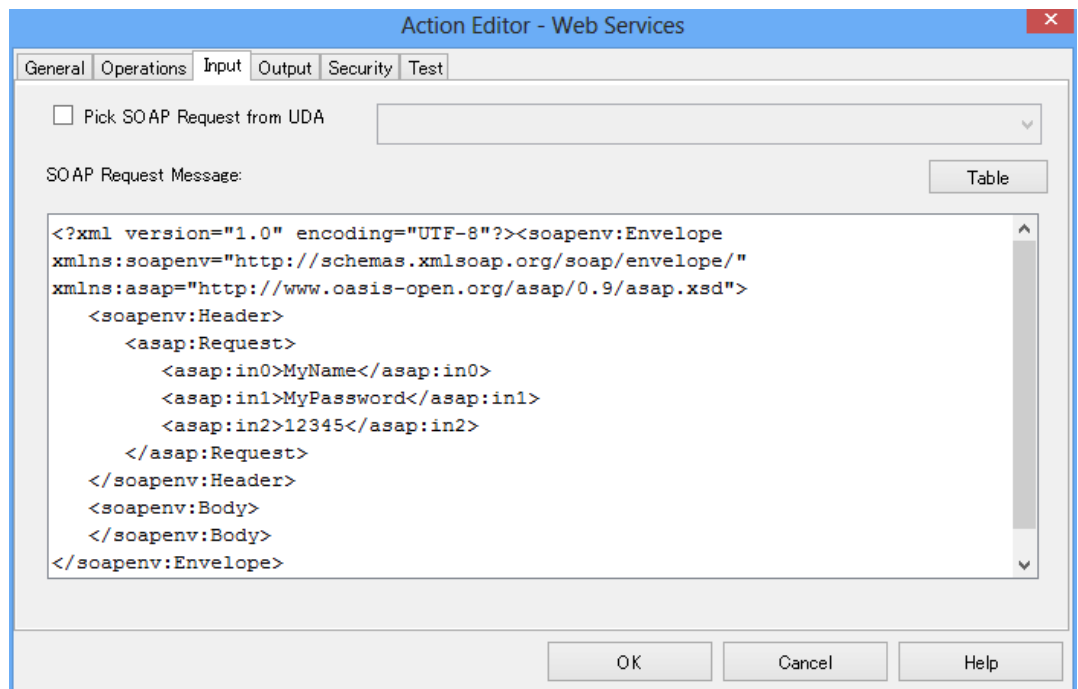 Action Editor - Web Services
General Operations Input Output Security Test
Pick SOAP Request from UDA
SOAP Request Message:
Table
<?xml version="1.0" encoding="UTF-8"?><soapenv:Envelope
xmlns:soapenv="http://schemas.xmlsoap.org/soap/envelope/"
xmlns:asap="http://www.oasis-open.org/asap/0.9/asap.xsd">
   <soapenv:Header>
      <asap:Request>
         <asap:in0>MyName</asap:in0>
         <asap:in1>MyPassword</asap:in1>
         <asap:in2>12345</asap:in2>
      </asap:Request>
   </soapenv:Header>
   <soapenv:Body>
   </soapenv:Body>
</soapenv:Envelope>
OK Cancel Help